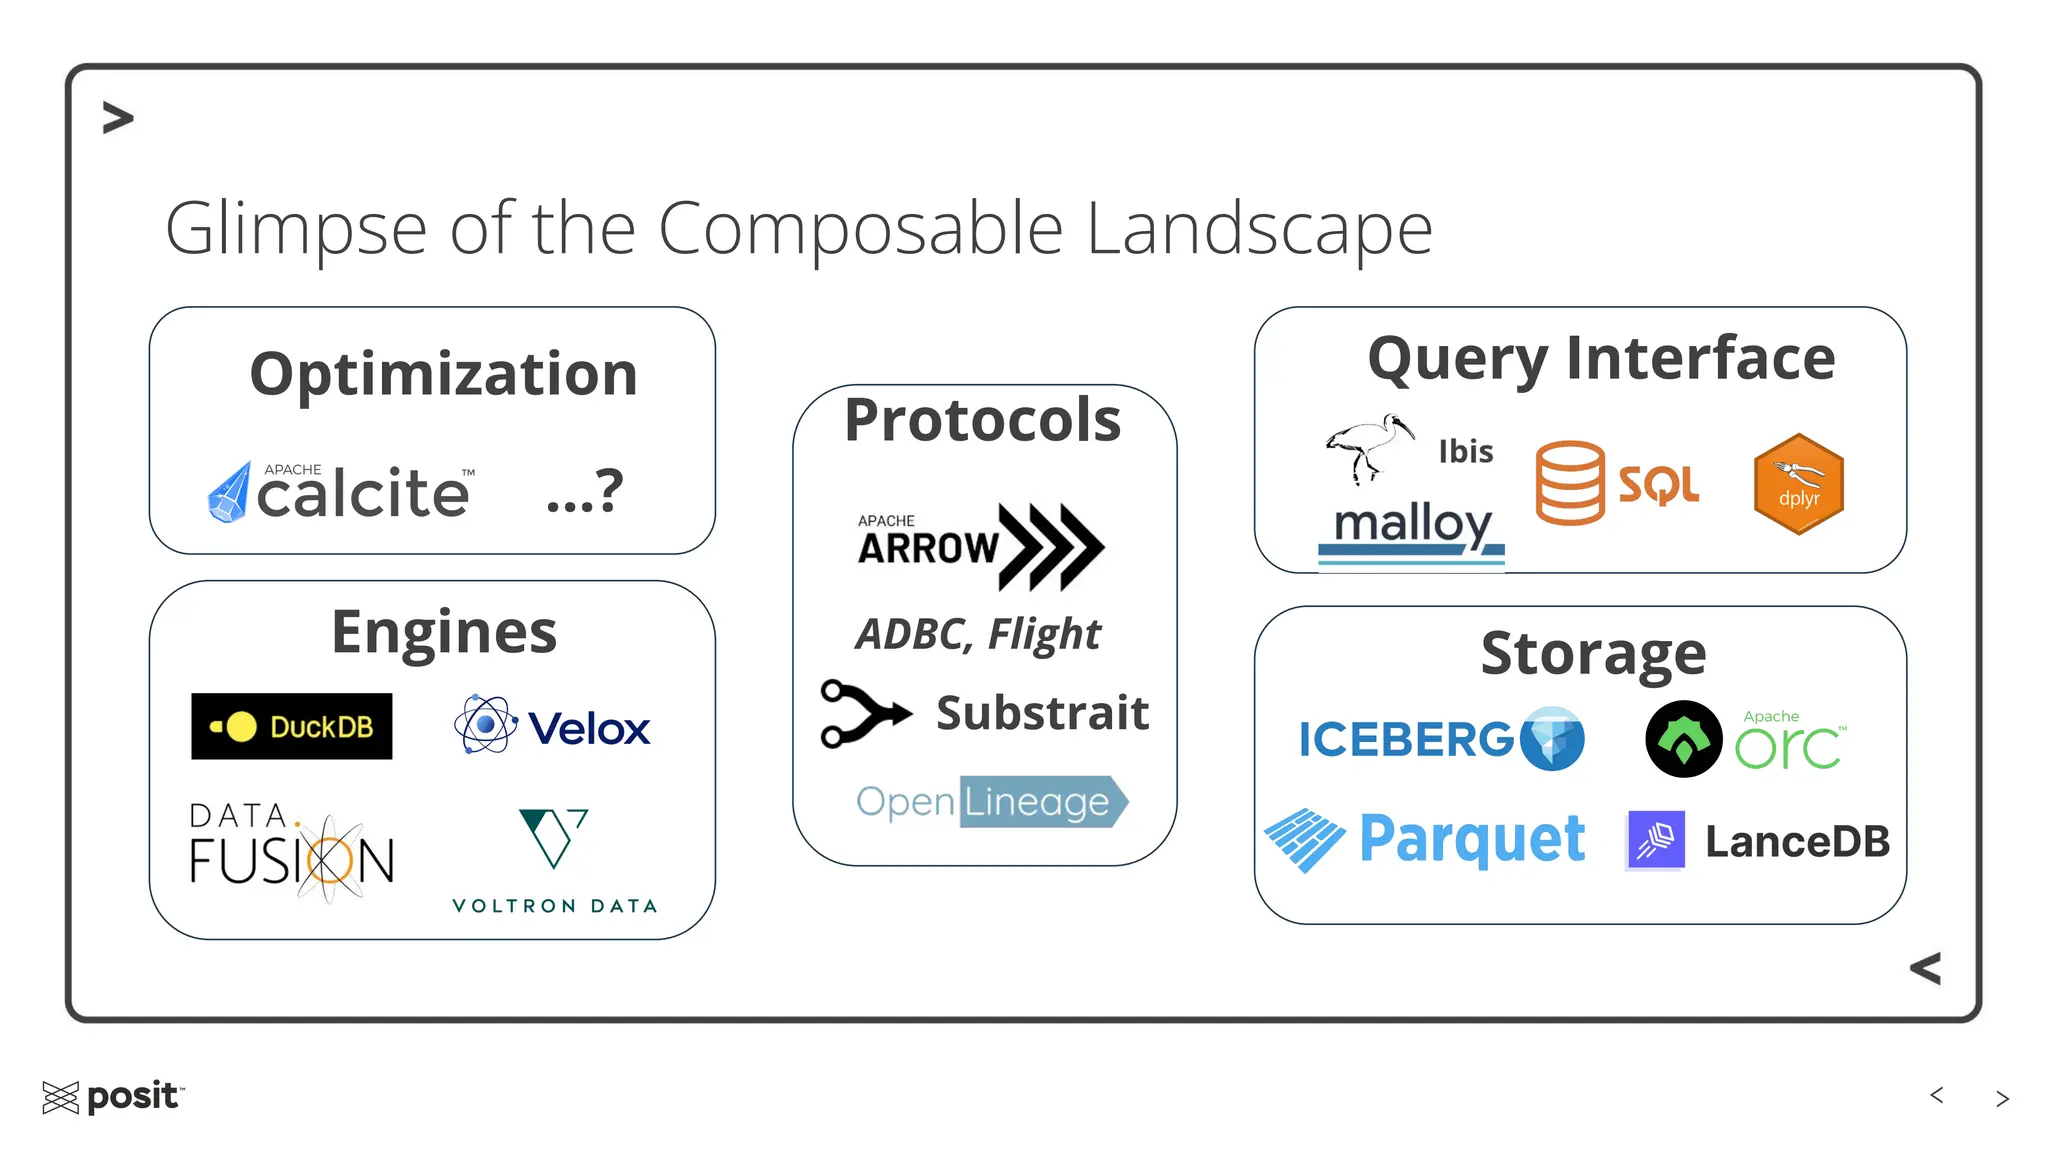 >
Glimpse of the Composable Landscape
Optimization
APACHE
calcite™
...?
Engines
DuckDB
Velox
DATA
FUSION
VOLTRON DATA
Protocols
APACHE
ARROW
ADBC, Flight
Substrait
OpenLineage
Query Interface
Ibis
malloy
SQL
dplyr
Storage
ICEBERG
Apache
orc™
Parquet
LanceDB
<
posit™
< >